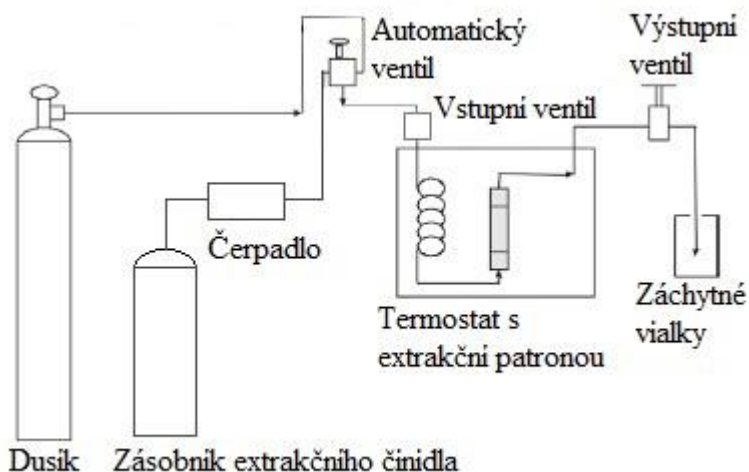 Automatický
ventil
Výstupní
ventil
Vstupní ventil
Čerpadlo
Termostat s
extrakční patronou
Záchytné
vialky
Dusík
Zásobník extrakčního činidla